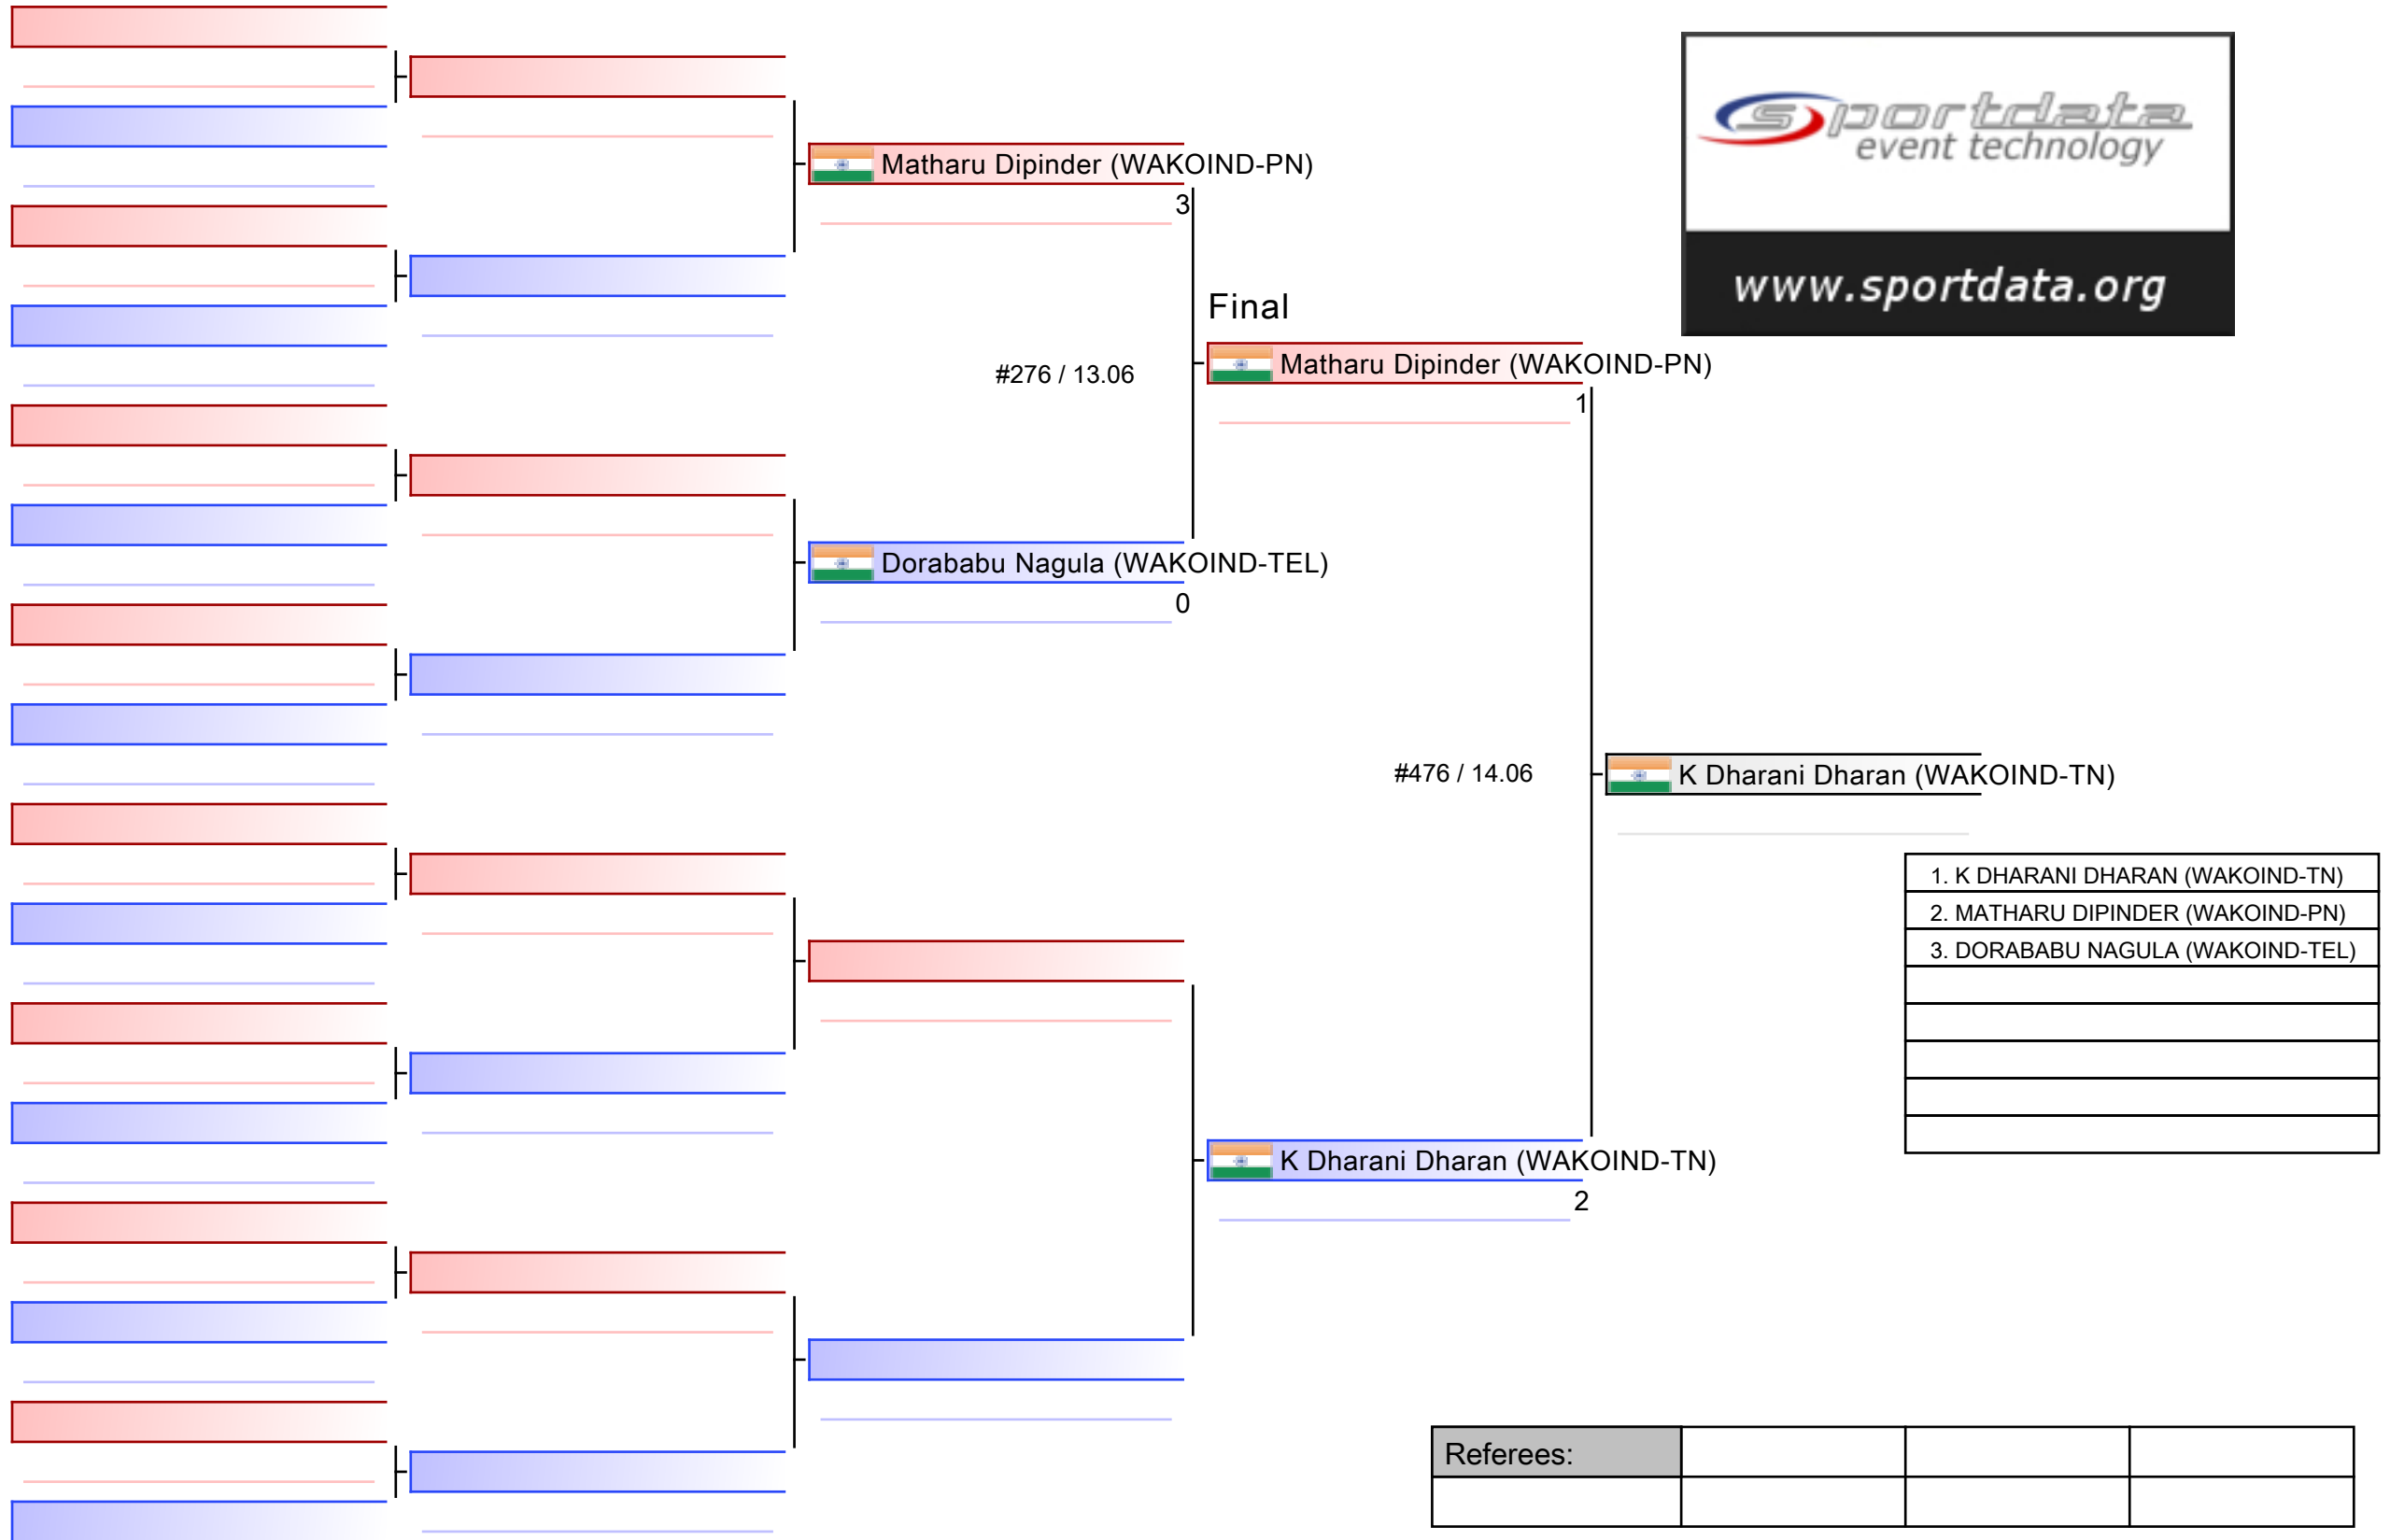 sportdata
event technology
www.sportdata.org
Matharu Dipinder (WAKOIND-PN)
3
Final
#276 / 13.06
Matharu Dipinder (WAKOIND-PN)
1
Dorababu Nagula (WAKOIND-TEL)
0
#476 / 14.06
K Dharani Dharan (WAKOIND-TN)
1. K DHARANI DHARAN (WAKOIND-TN)
2. MATHARU DIPINDER (WAKOIND-PN)
3. DORABABU NAGULA (WAKOIND-TEL)
K Dharani Dharan (WAKOIND-TN)
2
Referees: